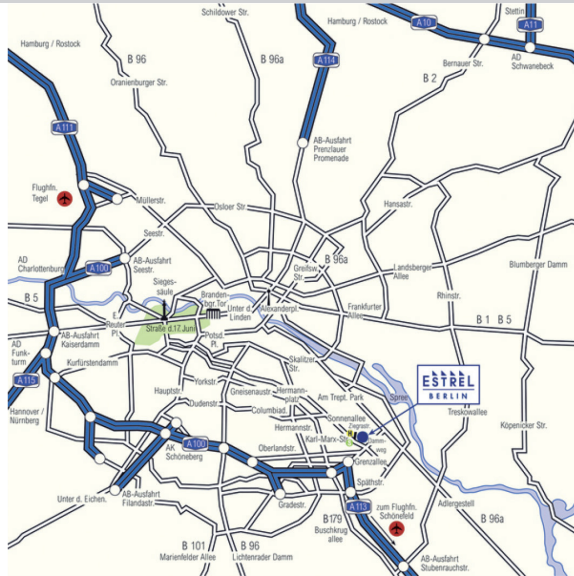 Stettin
Schildower Str.
Hamburg / Rostock
A10
A11
Hamburg / Rostock
B 96
B 96a
A114
Bernauer Str.
AD
Schwanebeck
Oranienburger Str.
B 2
A111
AB-Ausfahrt
Prenzlauer
Promenade
Flughfn.
Tegel
Müllerstr.
Osloer Str
Hansastr.
Seestr.
AD
Charlottenburg
A100
AB-Ausfahrt
Seestr.
B 96a
Greifsw.
Str.
Landsberger
Allee
Blumberger Damm
Sieges-
säule
Branden-
bgr.Tor
Rhinstr.
B 5
E.
Reuter
Pl
Straße d.17.Juni
Unter d.
Linden
Alexanderpl.
Frankfurter
Allee
B 1 B 5
AD
Funk-
turm
AB-Ausfahrt
Kaiserdamm
Potsd.
Pl.
Kurfürstendamm
Skalitzer
Str.
A115
Hauptstr.
Yorkstr.
Greisenaustr.
Hermann-
platz
Am Trept. Park
Spree
ESTREL
BERLIN
Hannover /
Nürnberg
Dudenstr.
Columbiad.
Sonnenallee
Ziegrastr.
Treskowallee
Hermannstr.
Karl-Marx-Str
Damm-
weg
Köpenicker Str.
A100
AK
Schöneberg
Oberlandstr.
Grenzallee
Unter d. Eichen.
AB-Ausfahrt
Filandastr.
Gradestr.
Späthstr.
A113
zum Flughfn.
Schönefeld
Adlergestell
B 96a
B179
Buschkrug
allee
B 101
Marienfelder Allee
B 96
Lichtenrader Damm
AB-Ausfahrt
Stubenrauchstr.